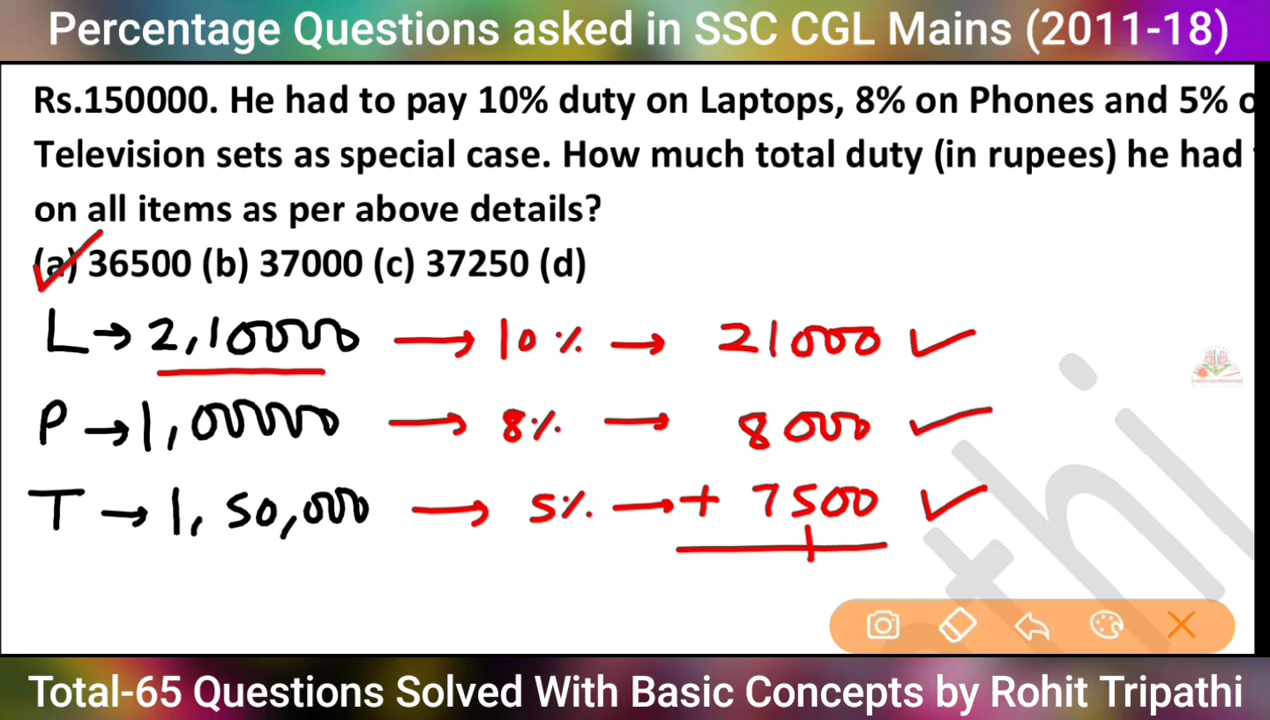 Percentage Questions asked in SSC CGL Mains (2011-18)
Rs.150000. He had to pay 10% duty on Laptops, 8% on Phones and 5% o
Television sets as special case. How much total duty (in rupees) he had
on all items as per above details?
(a) 36500 (b) 37000 (c) 37250 (d)
L → 2,10000 → 10% → 21000 ✓
P → 1,00000 → 8% → 8000 ✓
T → 1,50,000 → 5% → + 7500 ✓
thi
Total-65 Questions Solved With Basic Concepts by Rohit Tripathi